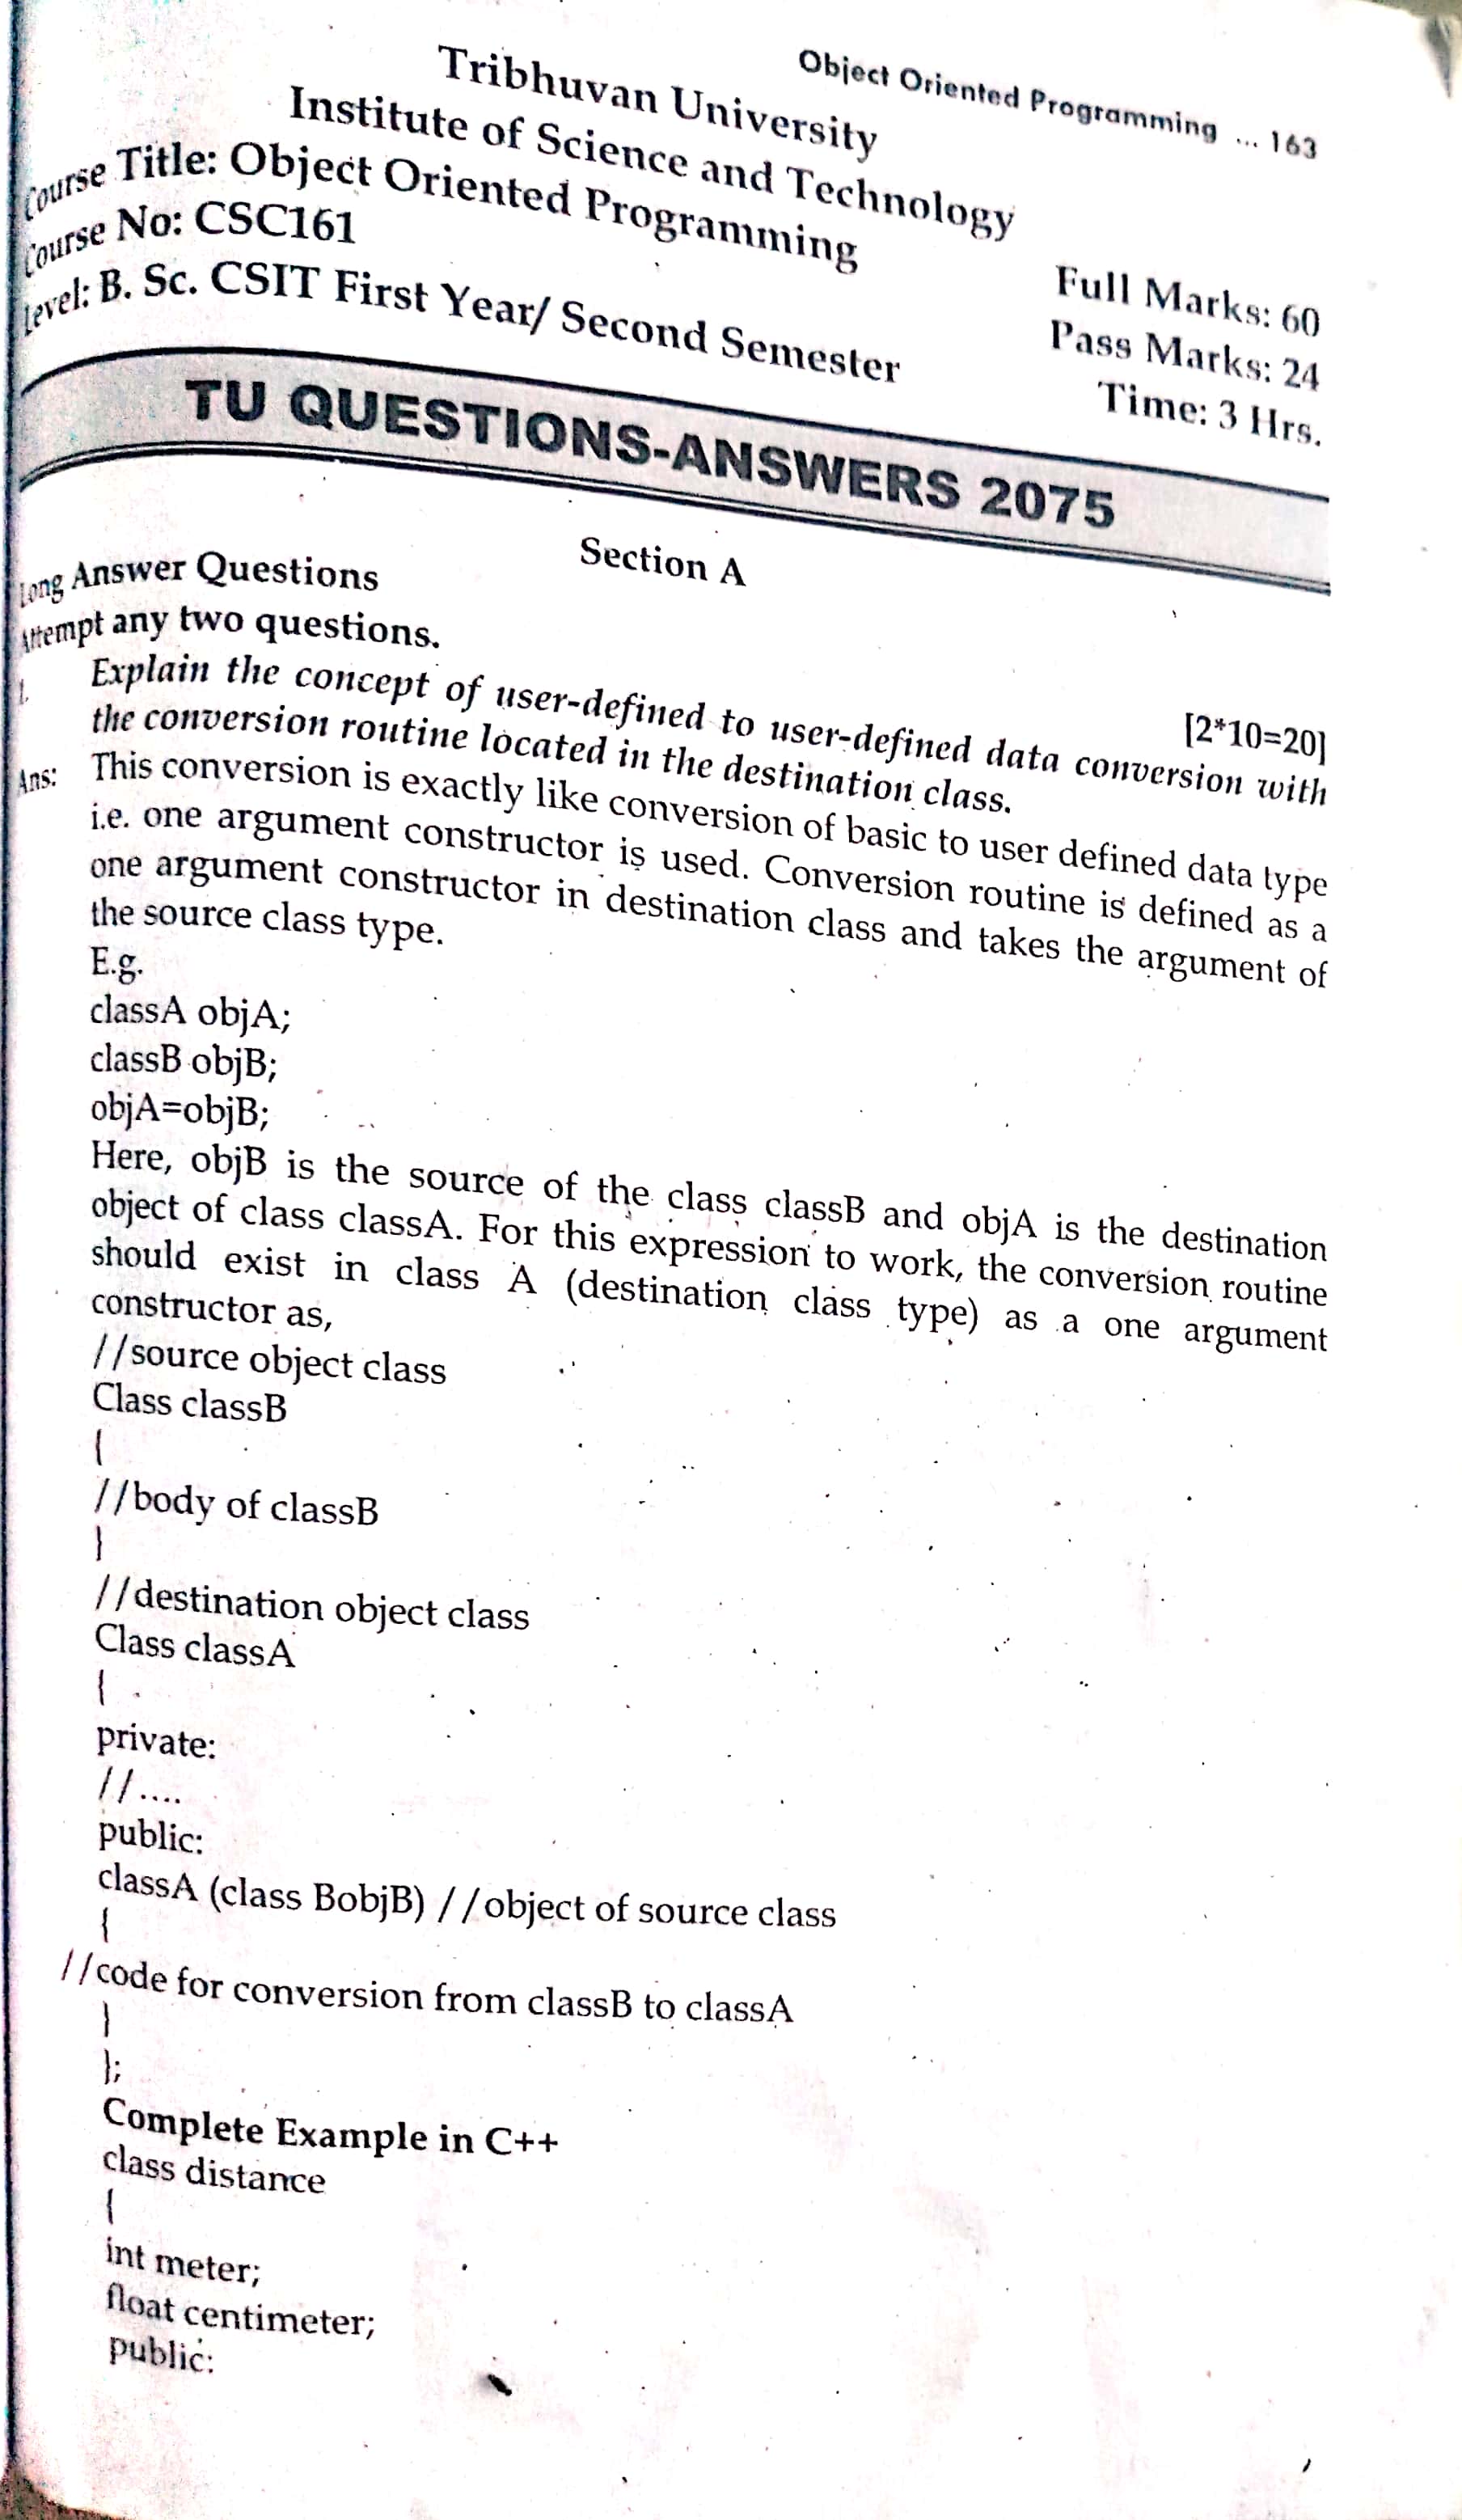 Object Oriented Programming ... 163
Tribhuvan University
Institute of Science and Technology
Course Title: Object Oriented Programming
Course No: CSC161
Full Marks: 60
Pass Marks: 24
Level: B. Sc. CSIT First Year/ Second Semester
Time: 3 Hrs.
TU QUESTIONS-ANSWERS 2075
Section A
Long Answer Questions
Attempt any two questions.
[2*10=20]
1. Explain the concept of user-defined to user-defined data conversion with
the conversion routine located in the destination class.
Ans: This conversion is exactly like conversion of basic to user defined data type
i.e. one argument constructor is used. Conversion routine is defined as a
one argument constructor in destination class and takes the argument of
the source class type.
E.g.
classA objA;
classB objB;
objA=objB;
Here, objB is the source of the class classB and objA is the destination
object of class classA. For this expression to work, the conversion routine
should exist in class A (destination class type) as a one argument
constructor as,
//source object class
Class classB
{
//body of classB
}
//destination object class
Class classA
{
private:
//....
public:
classA (class BobjB) //object of source class
{
//code for conversion from classB to classA
}
};
Complete Example in C++
class distance
{
int meter;
float centimeter;
public: